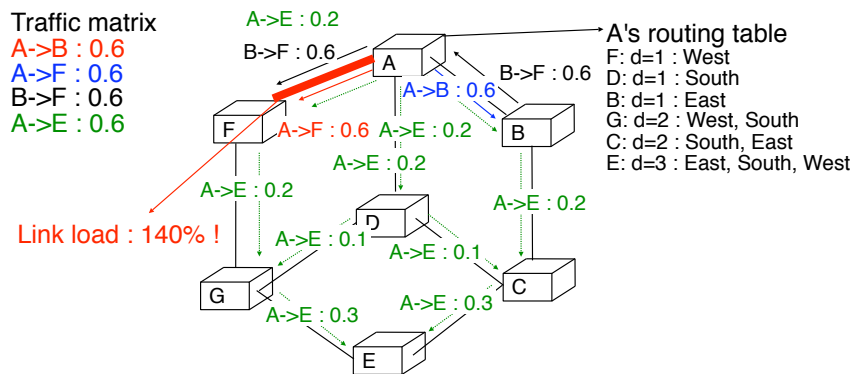 Traffic matrix
A->B : 0.6
A->F : 0.6
B->F : 0.6
A->E : 0.6
A->E : 0.2
B->F : 0.6
A
A's routing table
F: d=1 : West
D: d=1 : South
B: d=1 : East
G: d=2 : West, South
C: d=2 : South, East
E: d=3 : East, South, West
B->F : 0.6
A->B : 0.6
F
A->F : 0.6
A->E : 0.2
B
A->E : 0.2
A->E : 0.2
A->E : 0.2
D
Link load : 140% !
A->E : 0.1
A->E : 0.1
G
C
A->E : 0.3
A->E : 0.3
E